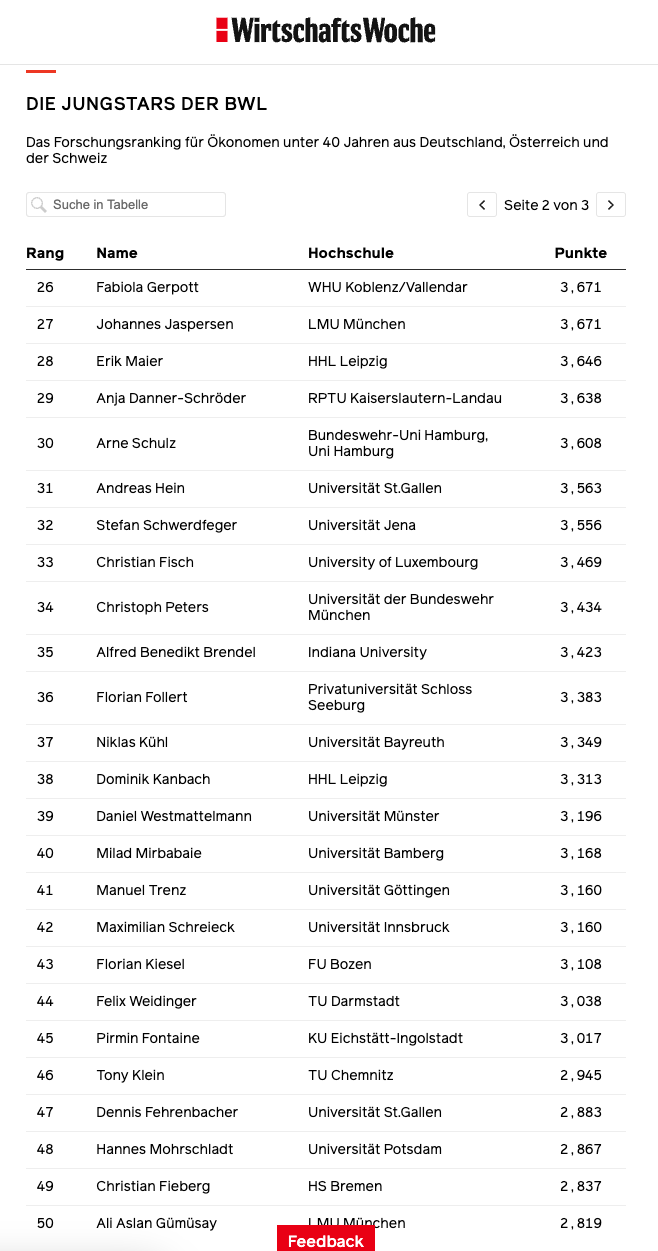 WirtschaftsWoche
DIE JUNGSTARS DER BWL
Das Forschungsranking für Ökonomen unter 40 Jahren aus Deutschland, Österreich und
der Schweiz
Suche in Tabelle < Seite 2 von 3 >
Rang Name Hochschule Punkte
26 Fabiola Gerpott WHU Koblenz/Vallendar 3,671
27 Johannes Jaspersen LMU München 3,671
28 Erik Maier HHL Leipzig 3,646
29 Anja Danner-Schröder RPTU Kaiserslautern-Landau 3,638
30 Arne Schulz Bundeswehr-Uni Hamburg, 3,608
Uni Hamburg
31 Andreas Hein Universität St.Gallen 3,563
32 Stefan Schwerdfeger Universität Jena 3,556
33 Christian Fisch University of Luxembourg 3,469
34 Christoph Peters Universität der Bundeswehr 3,434
München
35 Alfred Benedikt Brendel Indiana University 3,423
36 Florian Follert Privatuniversität Schloss 3,383
Seeburg
37 Niklas Kühl Universität Bayreuth 3,349
38 Dominik Kanbach HHL Leipzig 3,313
39 Daniel Westmattelmann Universität Münster 3,196
40 Milad Mirbabaie Universität Bamberg 3,168
41 Manuel Trenz Universität Göttingen 3,160
42 Maximilian Schreieck Universität Innsbruck 3,160
43 Florian Kiesel FU Bozen 3,108
44 Felix Weidinger TU Darmstadt 3,038
45 Pirmin Fontaine KU Eichstätt-Ingolstadt 3,017
46 Tony Klein TU Chemnitz 2,945
47 Dennis Fehrenbacher Universität St.Gallen 2,883
48 Hannes Mohrschladt Universität Potsdam 2,867
49 Christian Fieberg HS Bremen 2,837
50 Ali Aslan Gümüsay LMU München 2,819
Feedback